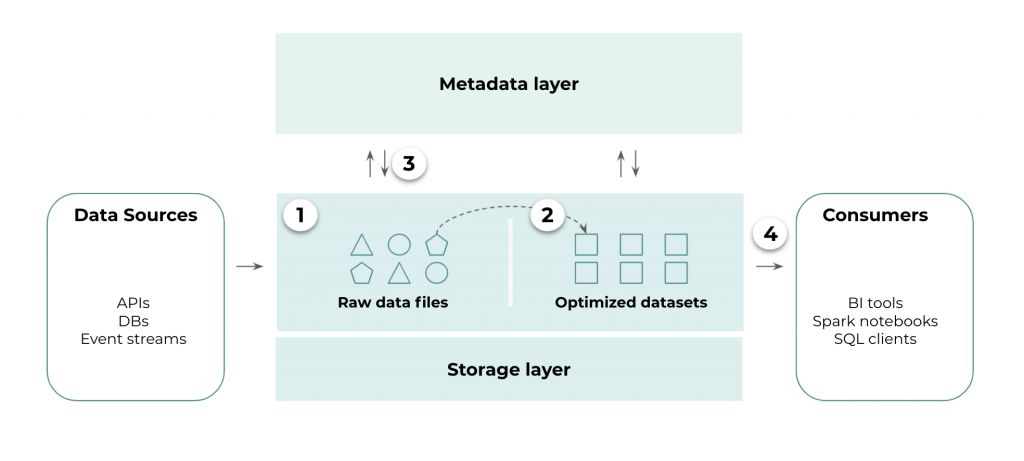 Metadata layer
3
Data Sources
1
2
4
Consumers
Raw data files
Optimized datasets
APIs
DBs
Event streams
BI tools
Spark notebooks
SQL clients
Storage layer